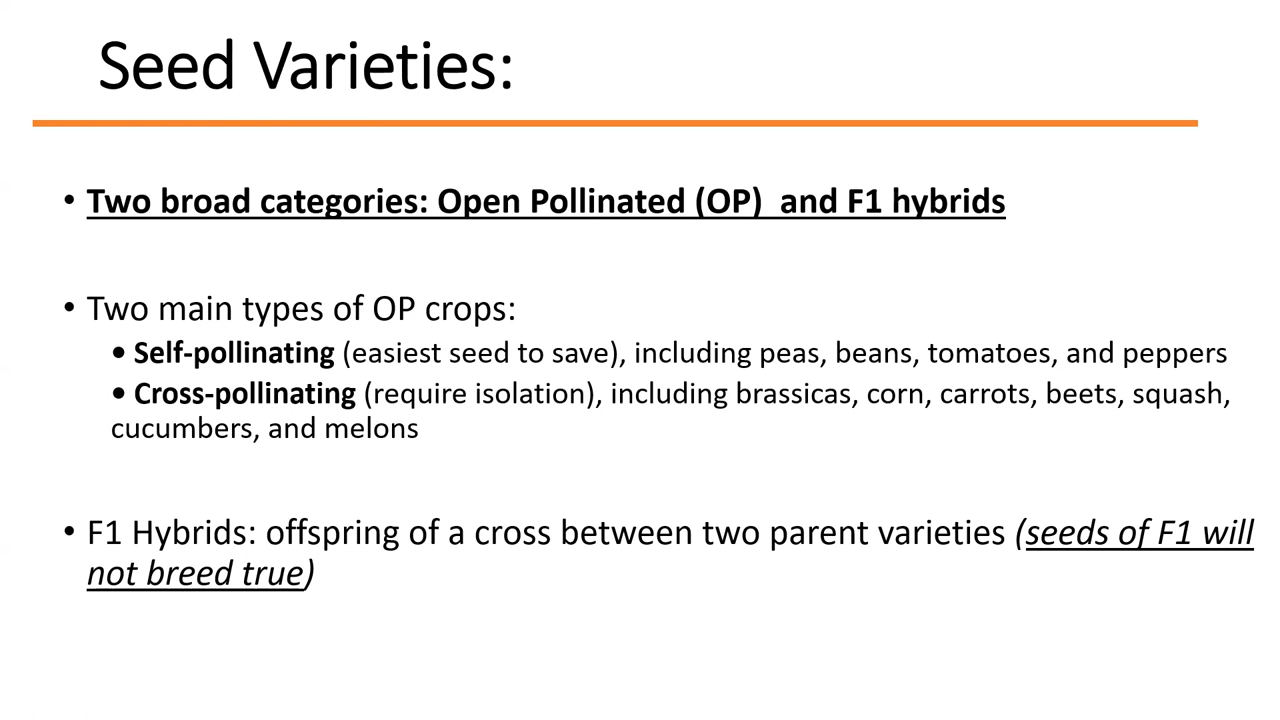 Seed Varieties:
• Two broad categories: Open Pollinated (OP)  and F1 hybrids
• Two main types of OP crops:
• Self-pollinating (easiest seed to save), including peas, beans, tomatoes, and peppers
• Cross-pollinating (require isolation), including brassicas, corn, carrots, beets, squash,
cucumbers, and melons
• F1 Hybrids: offspring of a cross between two parent varieties (seeds of F1 will
not breed true)